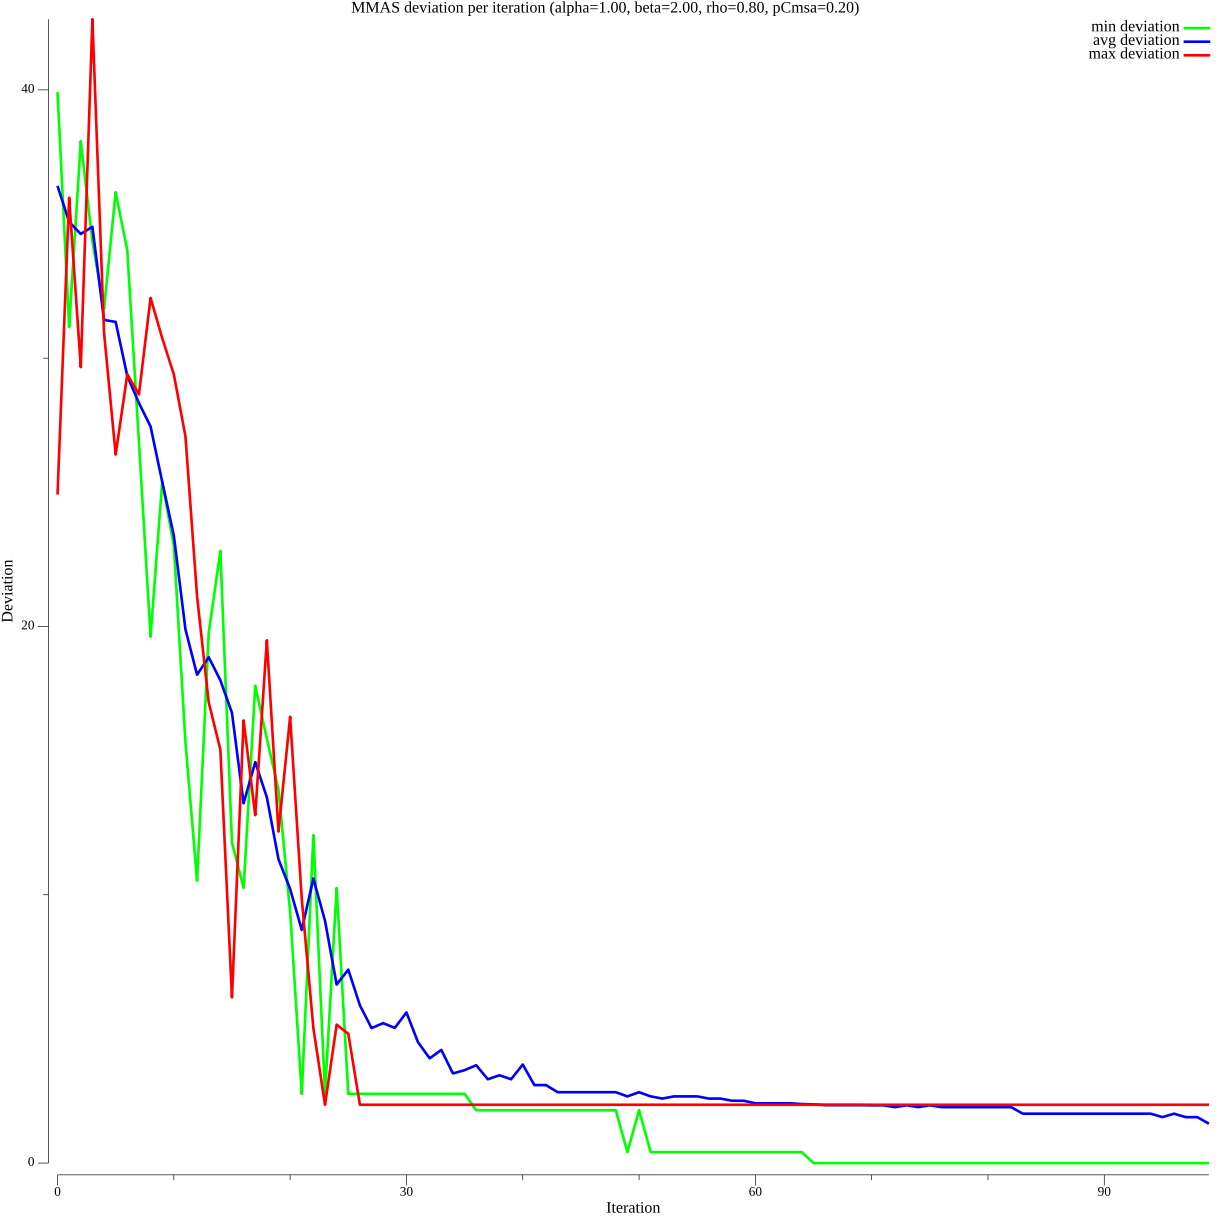 MMAS deviation per iteration (alpha=1.00, beta=2.00, rho=0.80, pCmsa=0.20)
min deviation
avg deviation
max deviation
40
20
0
Deviation
0 30 60 90
Iteration